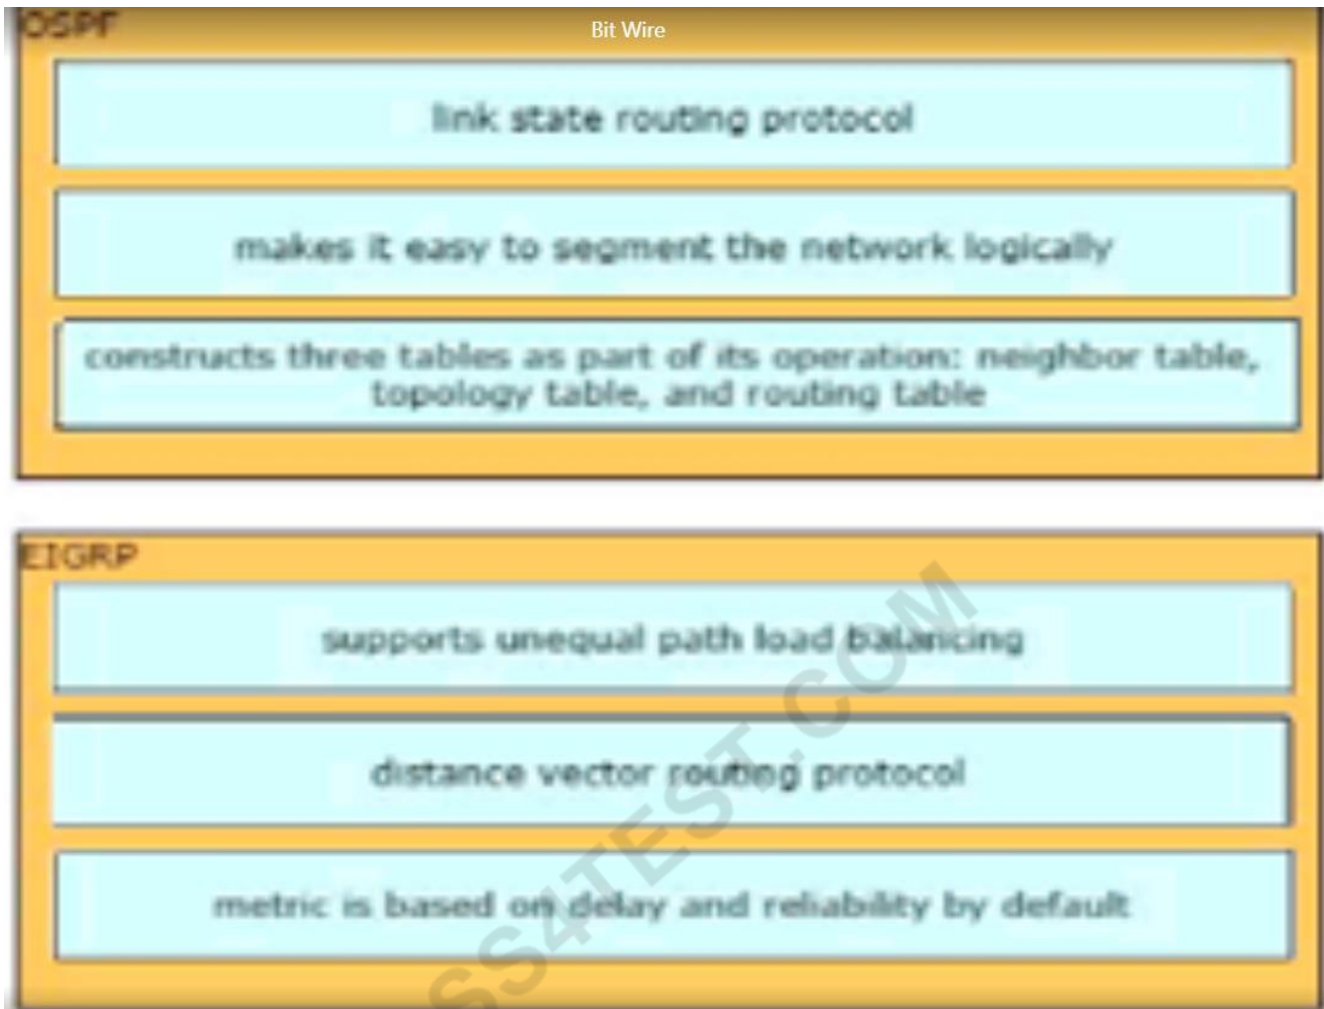 OSPF
Bit Wire
link state routing protocol
makes it easy to segment the network logically
constructs three tables as part of its operation: neighbor table,
topology table, and routing table
EIGRP
supports unequal path load balancing
distance vector routing protocol
metric is based on delay and reliability by default
SS4TEST.COM